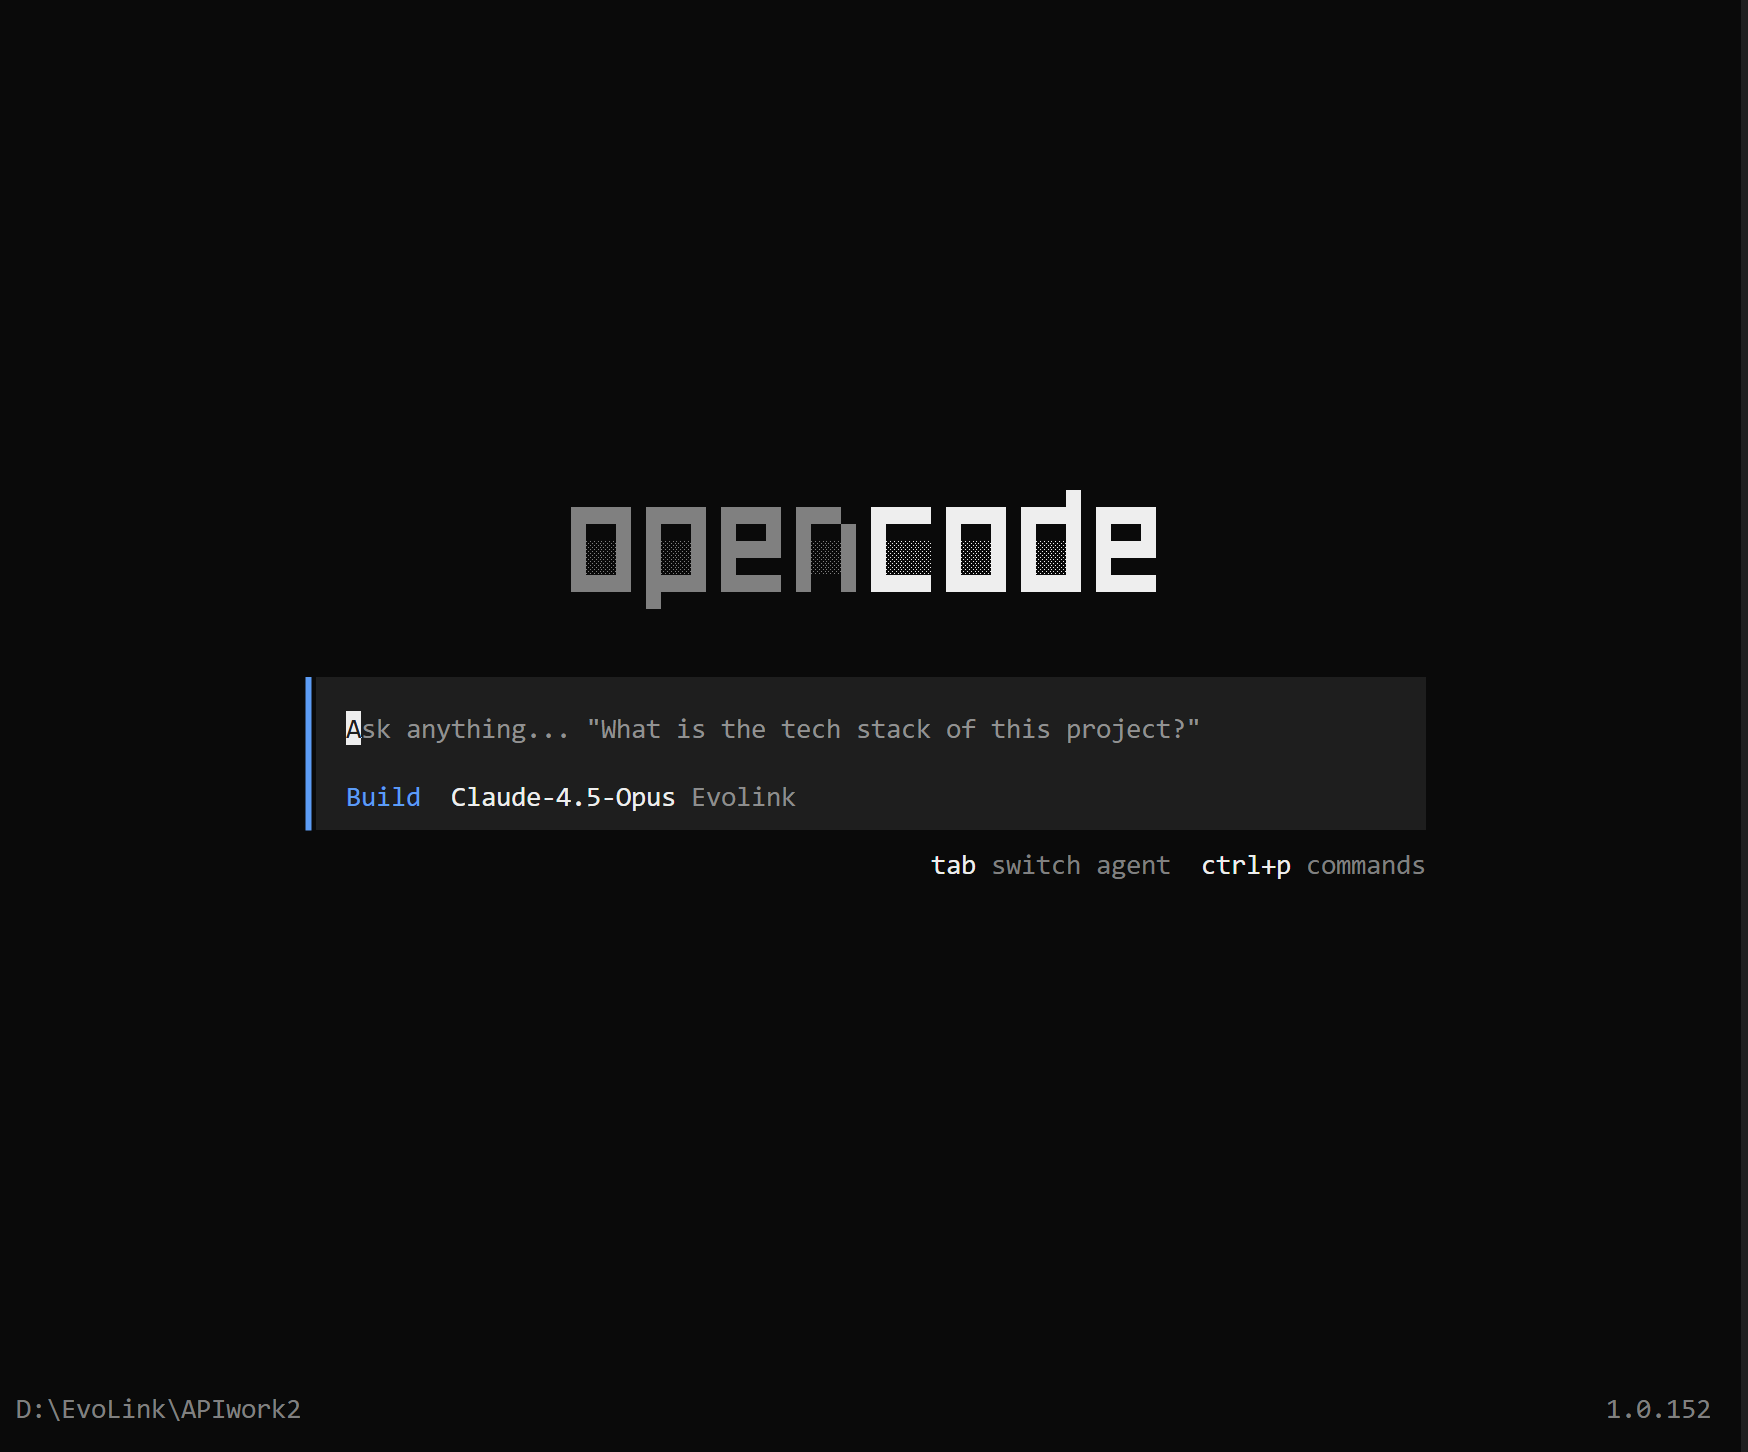 opencode
Ask anything... "What is the tech stack of this project?"
Build Claude-4.5-Opus Evolink
tab switch agent ctrl+p commands
D:\EvoLink\APIwork2
1.0.152